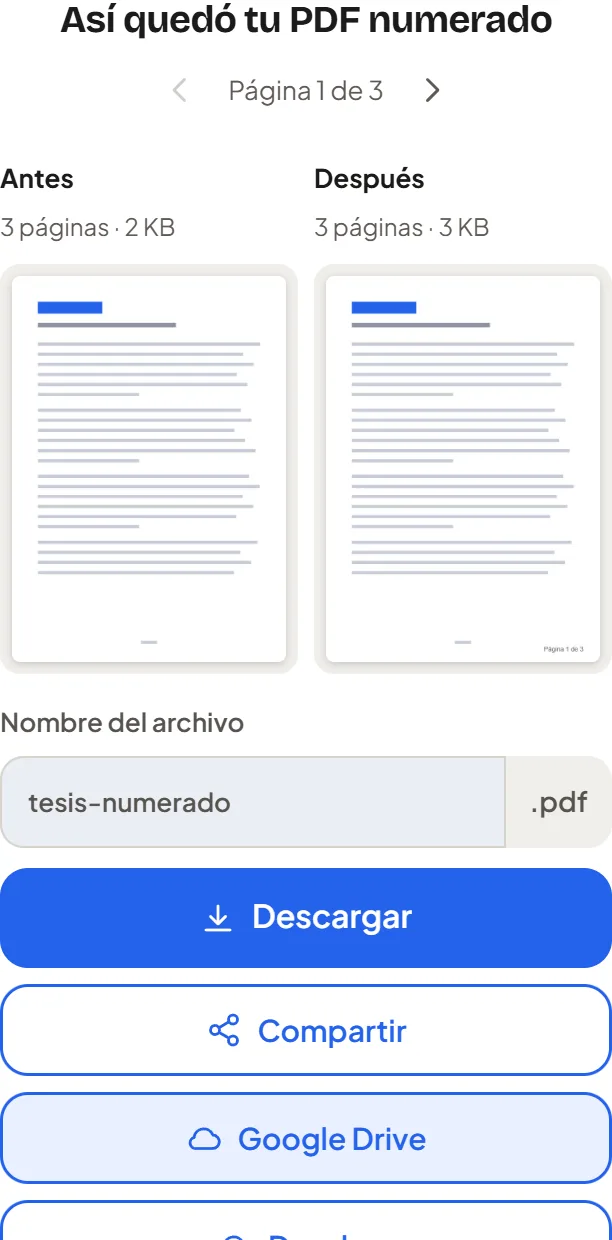 Así quedó tu PDF numerado
Página 1 de 3
Antes
Después
3 páginas · 2 KB
3 páginas · 3 KB
Página 1 de 3
Nombre del archivo
tesis-numerado
.pdf
Descargar
Compartir
Google Drive